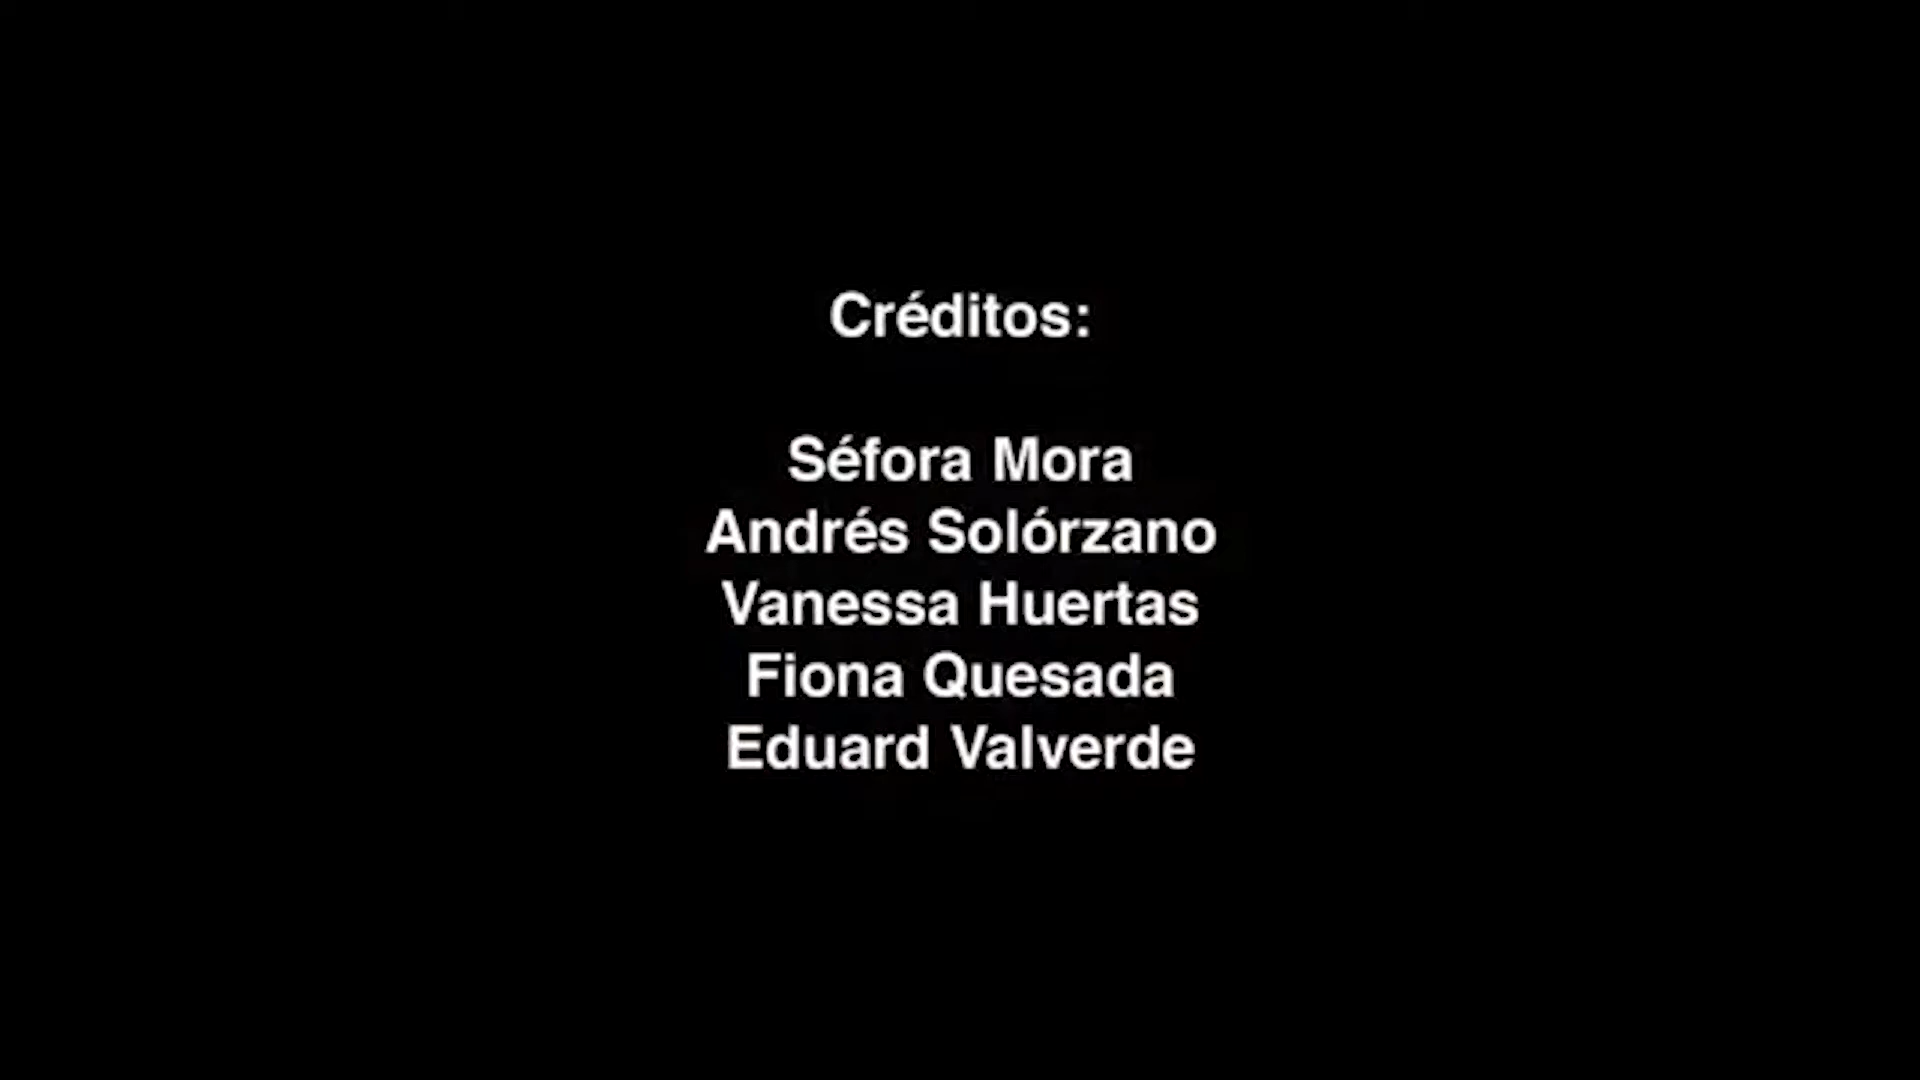 Créditos:
Séfora Mora
Andrés Solórzano
Vanessa Huertas
Fiona Quesada
Eduard Valverde